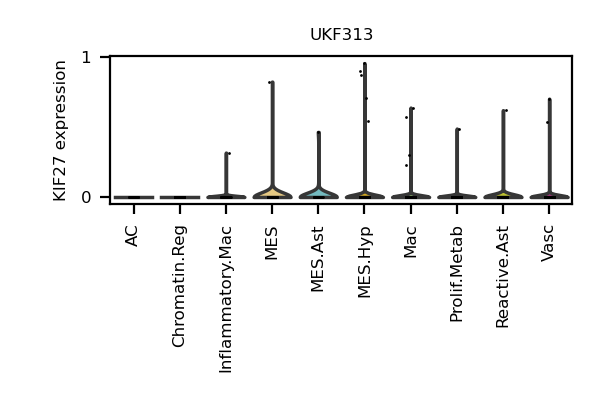 UKF313
KIF27 expression
1
0
AC
Chromatin.Reg
Inflammatory.Mac
MES
MES.Ast
MES.Hyp
Mac
Prolif.Metab
Reactive.Ast
Vasc